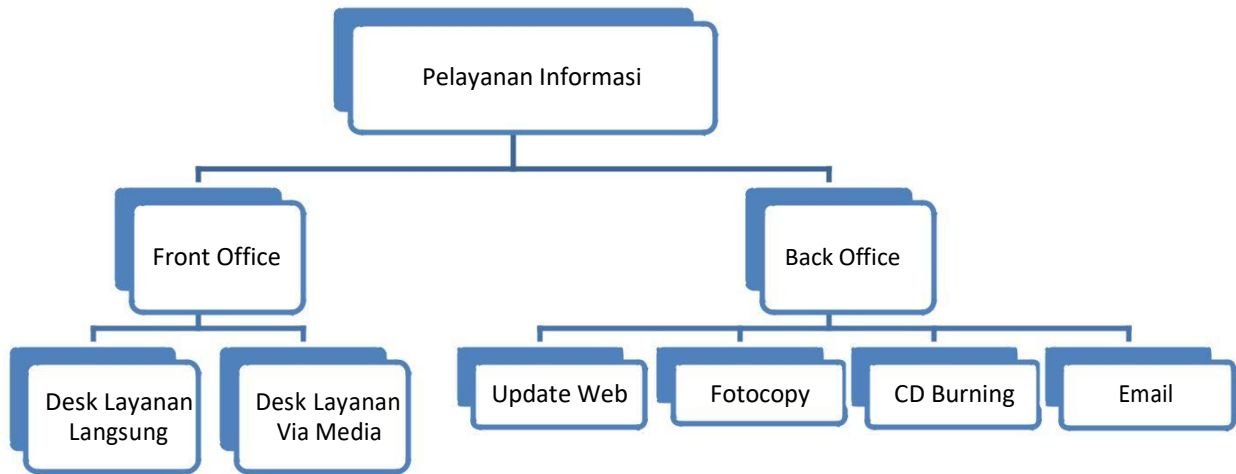 Pelayanan Informasi
Front Office
Back Office
Desk Layanan
Langsung
Desk Layanan
Via Media
Update Web
Fotocopy
CD Burning
Email